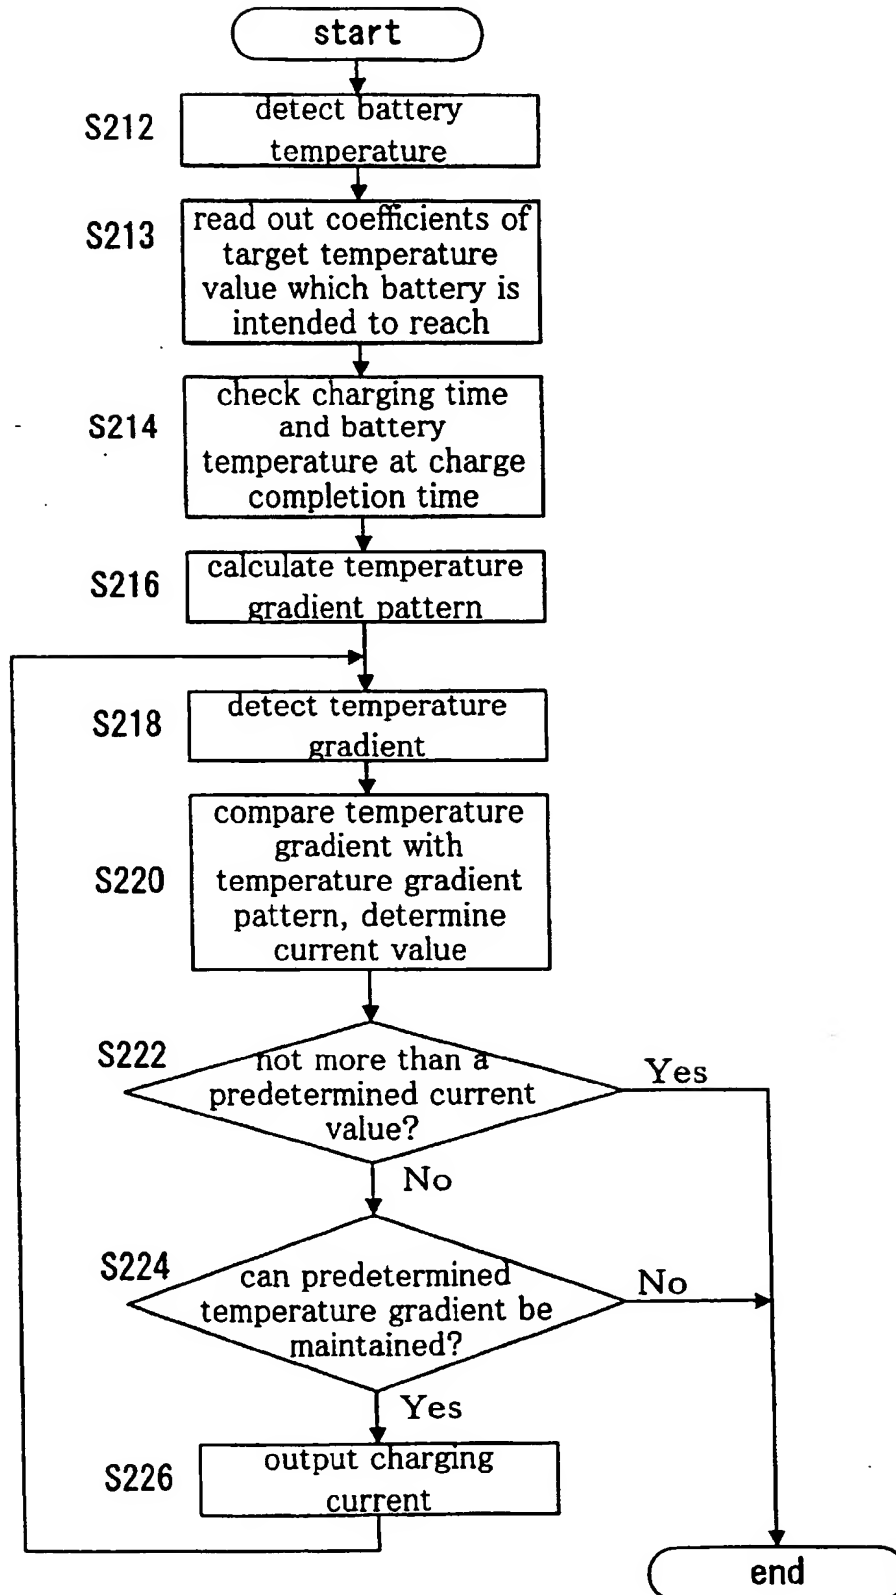 start
S212
detect battery
temperature
S213
read out coefficients of
target temperature
value which battery is
intended to reach
S214
check charging time
and battery
temperature at charge
completion time
S216
calculate temperature
gradient pattern
S218
detect temperature
gradient
S220
compare temperature
gradient with
temperature gradient
pattern, determine
current value
S222
not more than a
predetermined current
value?
Yes
No
S224
can predetermined
temperature gradient be
maintained?
No
Yes
S226
output charging
current
end